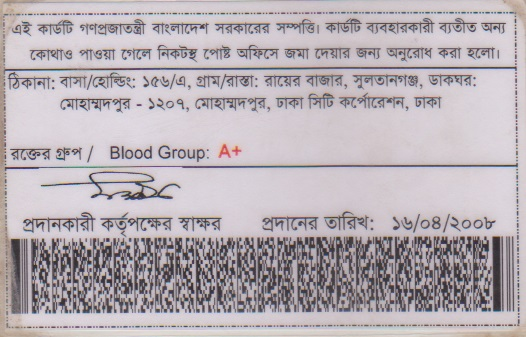 এই কার্ডটি গণপ্রজাতন্ত্রী বাংলাদেশ সরকারের সম্পত্তি। কার্ডটি ব্যবহারকারী ব্যতীত অন্য
কোথাও পাওয়া গেলে নিকটস্থ পোষ্ট অফিসে জমা দেয়ার জন্য অনুরোধ করা হলো।
ঠিকানা: বাসা/হোল্ডিং: ১৫৬/এ, গ্রাম/রাস্তা: রায়ের বাজার, সুলতানগঞ্জ, ডাকঘর:
মোহাম্মদপুর - ১২০৭, মোহাম্মদপুর, ঢাকা সিটি কর্পোরেশন, ঢাকা
রক্তের গ্রুপ / Blood Group: A+
প্রদানকারী কর্তৃপক্ষের স্বাক্ষর প্রদানের তারিখ: ১৬/০৪/২০০৮